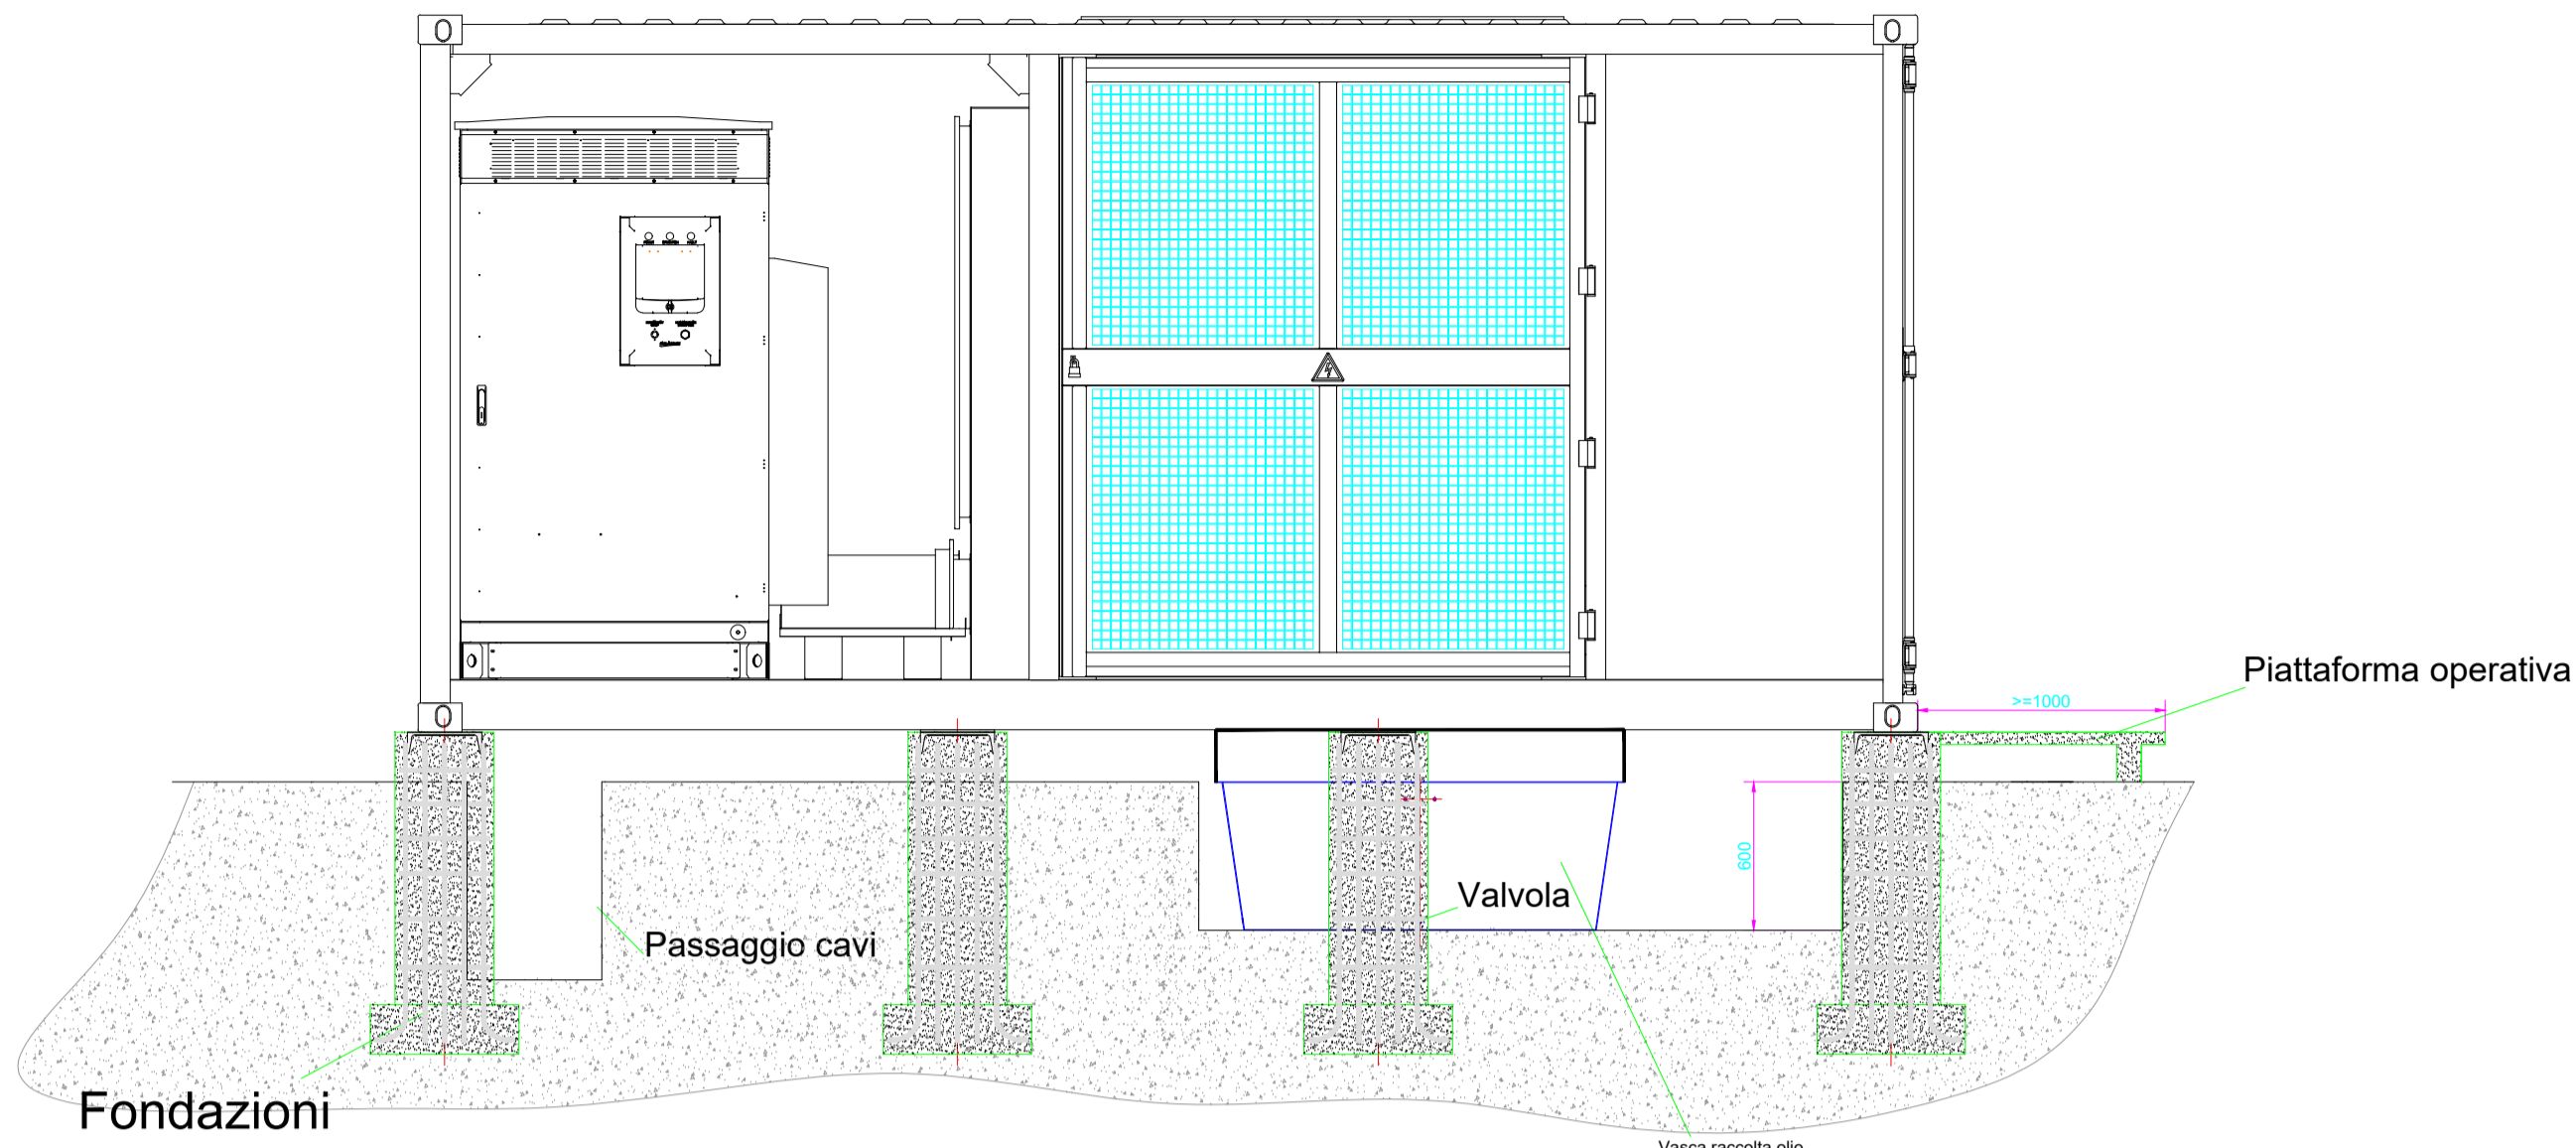 Piattaforma operativa
>=1000
600
Valvola
Passaggio cavi
Fondazioni
Vasca raccolta olio